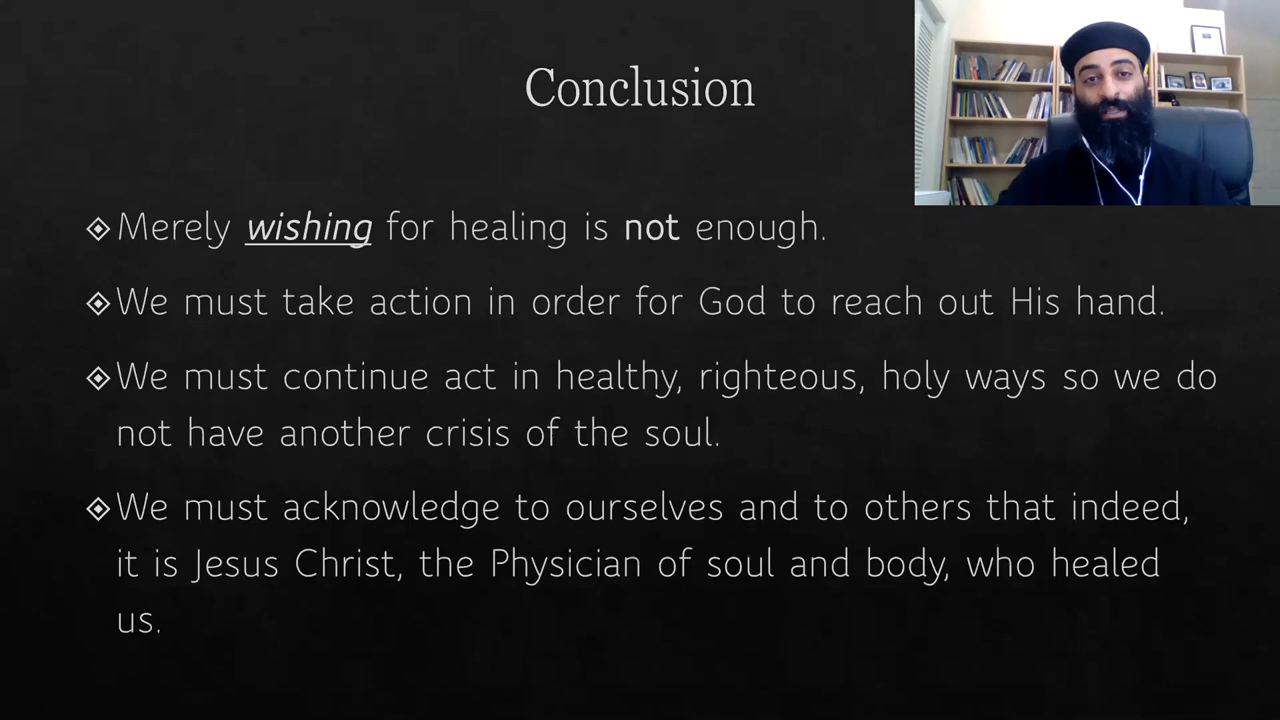 Conclusion
Merely wishing for healing is not enough.
We must take action in order for God to reach out His hand.
We must continue act in healthy, righteous, holy ways so we do
not have another crisis of the soul.
We must acknowledge to ourselves and to others that indeed,
it is Jesus Christ, the Physician of soul and body, who healed
us.